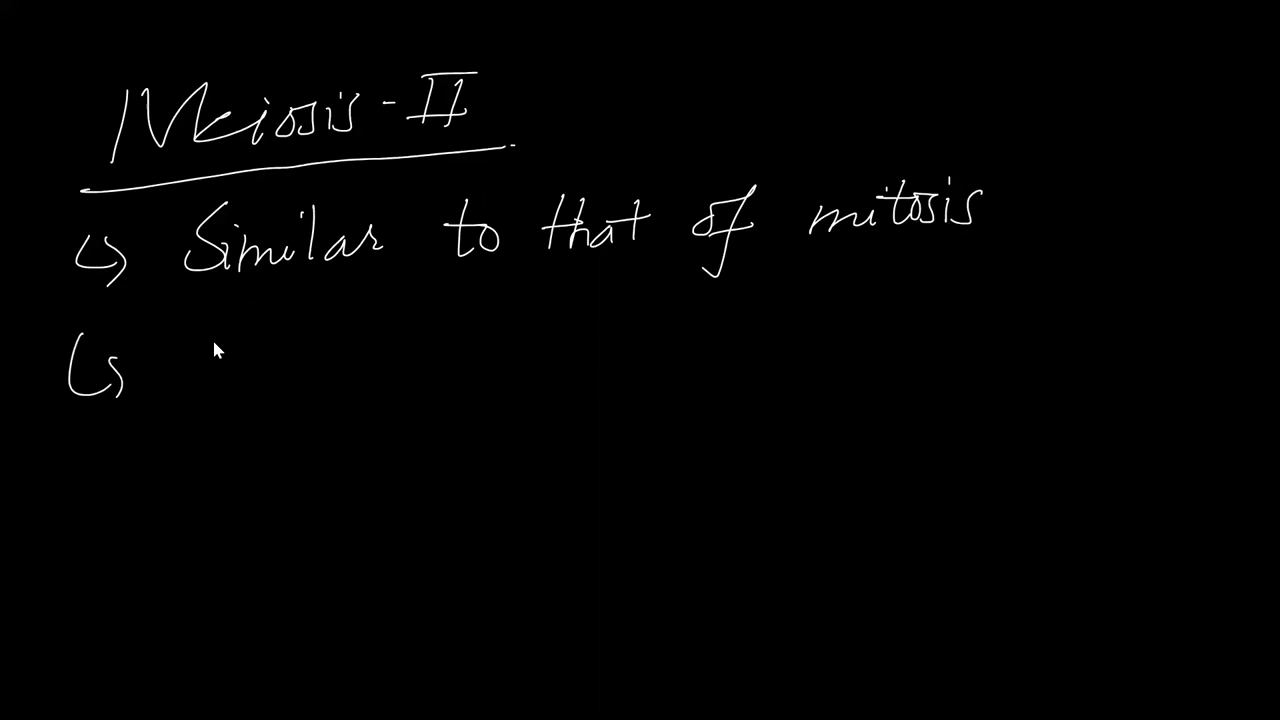 Meiosis-II
↳ Similar to that of mitosis
↳